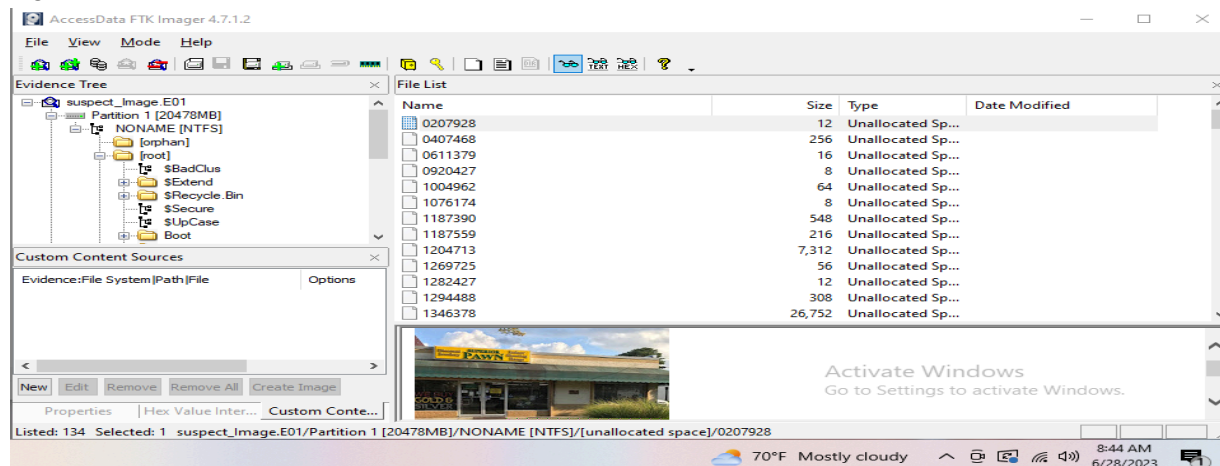 AccessData FTK Imager 4.7.1.2
File View Mode Help
TEXT HEX
Evidence Tree
File List
suspect_Image.E01
Partition 1 [20478MB]
NONAME [NTFS]
[orphan]
[root]
$BadClus
$Extend
$Recycle.Bin
$Secure
$UpCase
Boot
Name Size Type Date Modified
0207928 12 Unallocated Sp...
0407468 256 Unallocated Sp...
0611379 16 Unallocated Sp...
0920427 8 Unallocated Sp...
1004962 64 Unallocated Sp...
1076174 8 Unallocated Sp...
1187390 548 Unallocated Sp...
1187559 216 Unallocated Sp...
1204713 7,312 Unallocated Sp...
1269725 56 Unallocated Sp...
1282427 12 Unallocated Sp...
1294488 308 Unallocated Sp...
1346378 26,752 Unallocated Sp...
Custom Content Sources
Evidence:File System|Path|File Options
New Edit Remove Remove All Create Image
Properties Hex Value Inter... Custom Conte...
PAWN
GOLD &
SILVER
Activate Windows
Go to Settings to activate Windows.
Listed: 134 Selected: 1 suspect_Image.E01/Partition 1 [20478MB]/NONAME [NTFS]/[unallocated space]/0207928
70°F Mostly cloudy
8:44 AM
6/28/2023
1